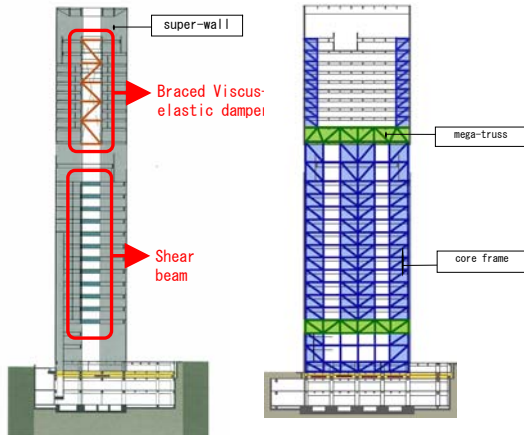 super-wall
Braced Viscus-
elastic damper
Shear
beam
mega-truss
core frame